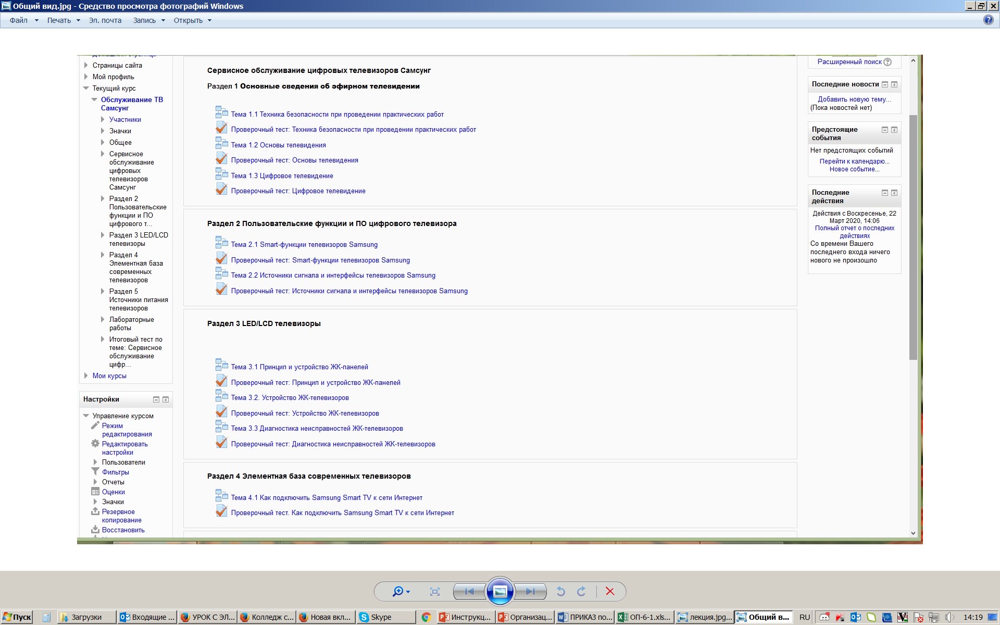 Общий вид.jpg - Средство просмотра фотографий Windows
Файл Печать Эл. почта Запись Открыть
Домашняя страница
Страницы сайта
Мой профиль
Текущий курс
Обслуживание ТВ
Самсунг
Участники
Значки
Общее
Сервисное
обслуживание
цифровых
телевизоров
Самсунг
Раздел 2
Пользовательские
функции и ПО
цифрового т...
Раздел 3 LED/LCD
телевизоры
Раздел 4
Элементная база
современных
телевизоров
Раздел 5
Источники питания
телевизоров
Лабораторные
работы
Итоговый тест по
теме: Сервисное
обслуживание
цифр...
Мои курсы
Настройки
Управление курсом
Режим
редактирования
Редактировать
настройки
Пользователи
Фильтры
Отчеты
Оценки
Значки
Резервное
копирование
Восстановить
Сервисное обслуживание цифровых телевизоров Самсунг
Раздел 1 Основные сведения об эфирном телевидении
Тема 1.1 Техника безопасности при проведении практических работ
Проверочный тест: Техника безопасности при проведении практических работ
Тема 1.2 Основы телевидения
Проверочный тест: Основы телевидения
Тема 1.3 Цифровое телевидение
Проверочный тест: Цифровое телевидение
Раздел 2 Пользовательские функции и ПО цифрового телевизора
Тема 2.1 Smart-функции телевизоров Samsung
Проверочный тест: Smart-функции телевизоров Samsung
Тема 2.2 Источники сигнала и интерфейсы телевизоров Samsung
Проверочный тест: Источники сигнала и интерфейсы телевизоров Samsung
Раздел 3 LED/LCD телевизоры
Тема 3.1 Принцип и устройство ЖК-панелей
Проверочный тест: Принцип и устройство ЖК-панелей
Тема 3.2. Устройство ЖК-телевизоров
Проверочный тест: Устройство ЖК-телевизоров
Тема 3.3 Диагностика неисправностей ЖК-телевизоров
Проверочный тест: Диагностика неисправностей ЖК-телевизоров
Раздел 4 Элементная база современных телевизоров
Тема 4.1 Как подключить Samsung Smart TV к сети Интернет
Проверочный тест. Как подключить Samsung Smart TV к сети Интернет
Расширенный поиск
Последние новости
Добавить новую тему...
(Пока новостей нет)
Предстоящие
события
Нет предстоящих событий
Перейти к календарю...
Новое событие...
Последние
действия
Действия с Воскресенье, 22
Март 2020, 14:06
Полный отчет о последних
действиях
Со времени Вашего
последнего входа ничего
нового не произошло
Пуск Загрузки Входящие ... УРОК С ЭЛ... Колледж с... Новая вкл... Skype Инструкц... Организац... ПРИКАЗ по... ОП-6-1.xls... лекция.jpg... Общий в... RU 14:19